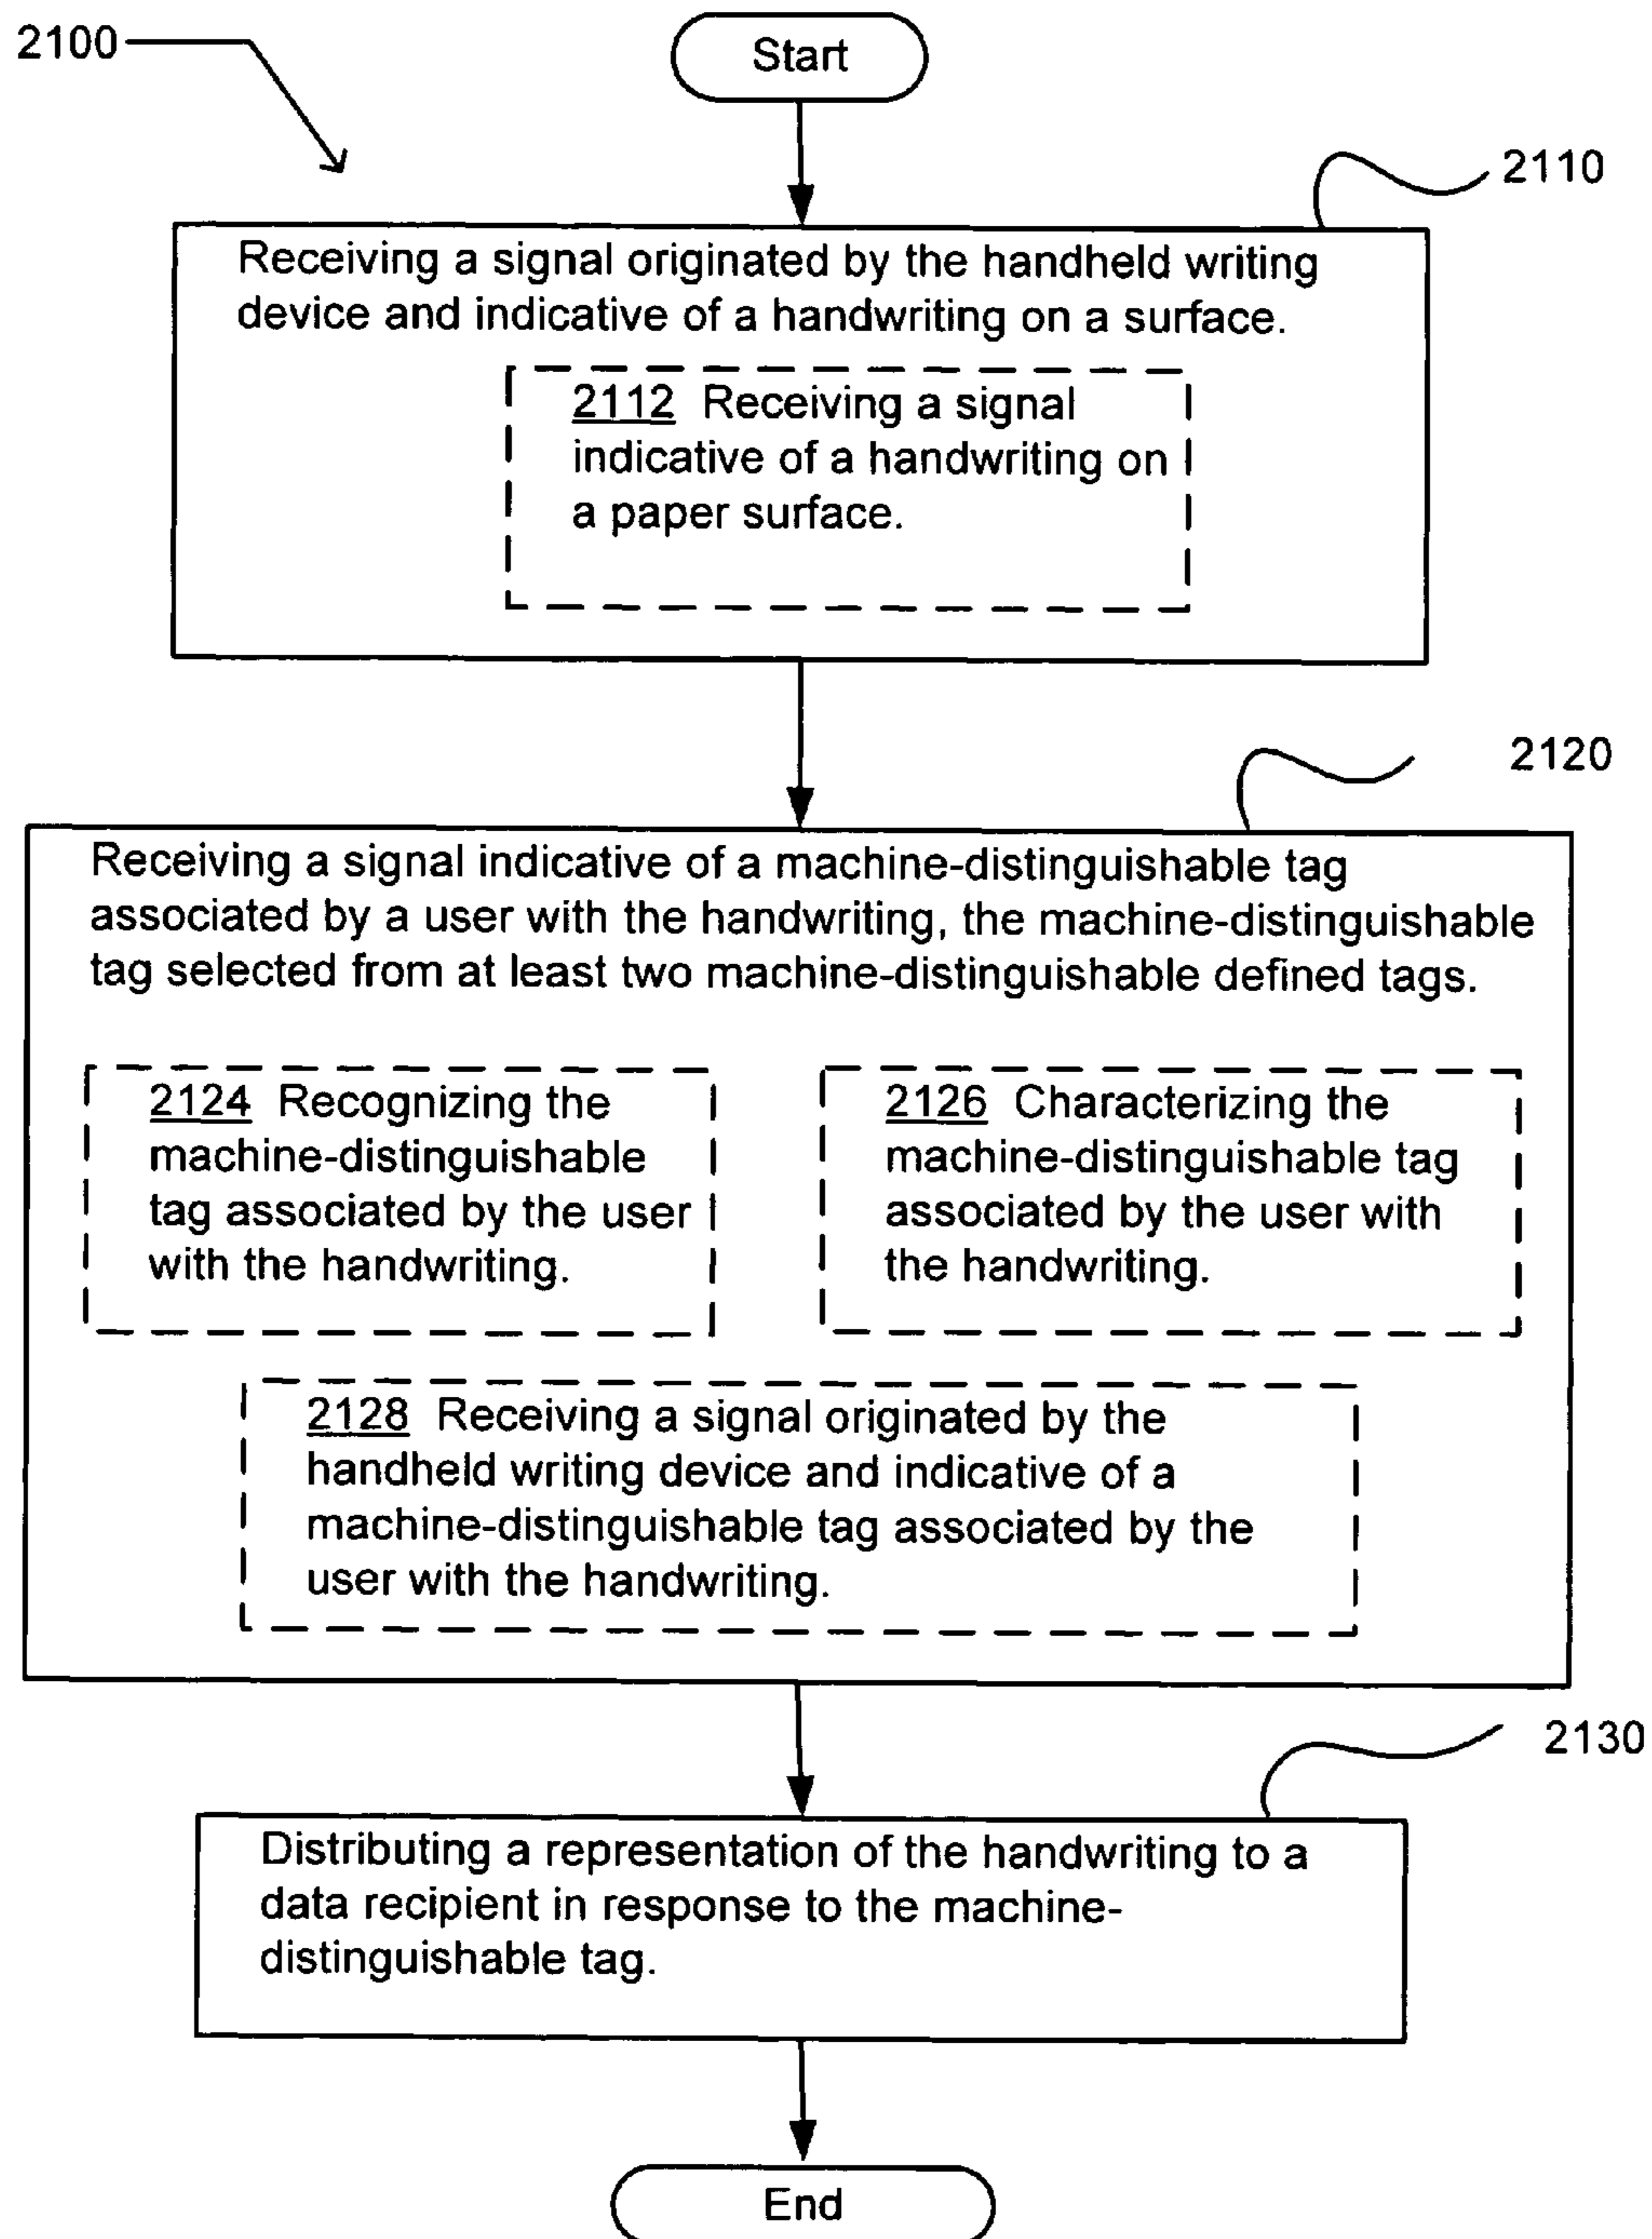 2100
Start
2110
Receiving a signal originated by the handheld writing
device and indicative of a handwriting on a surface.
2112 Receiving a signal
indicative of a handwriting on
a paper surface.
2120
Receiving a signal indicative of a machine-distinguishable tag
associated by a user with the handwriting, the machine-distinguishable
tag selected from at least two machine-distinguishable defined tags.
2124 Recognizing the
machine-distinguishable
tag associated by the user
with the handwriting.
2126 Characterizing the
machine-distinguishable tag
associated by the user with
the handwriting.
2128 Receiving a signal originated by the
handheld writing device and indicative of a
machine-distinguishable tag associated by the
user with the handwriting.
2130
Distributing a representation of the handwriting to a
data recipient in response to the machine-
distinguishable tag.
End